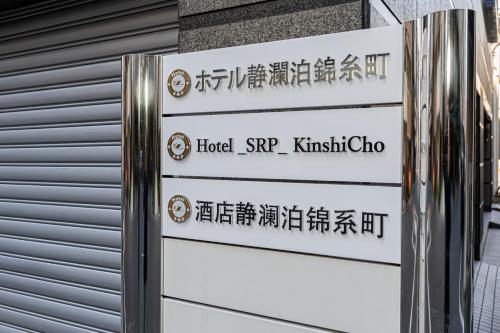 ホテル静瀾泊錦糸町
Hotel _SRP_ KinshiCho
酒店静澜泊锦系町